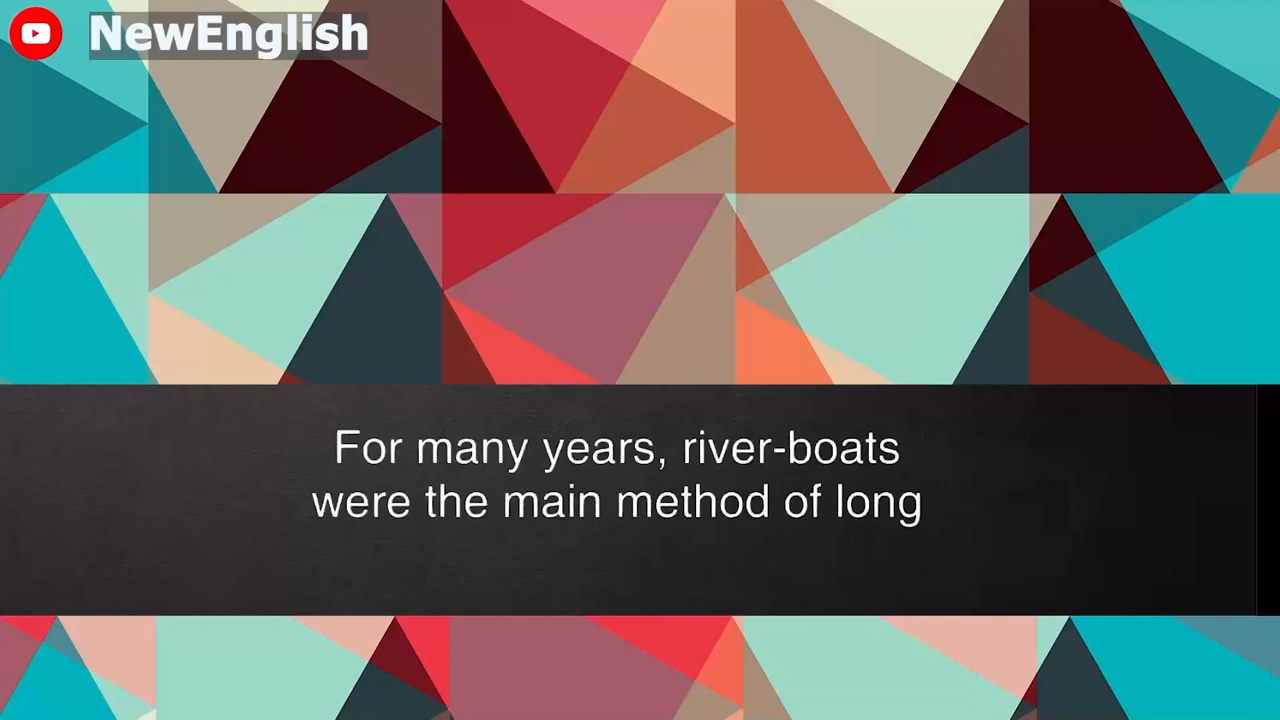 NewEnglish
For many years, river-boats
were the main method of long